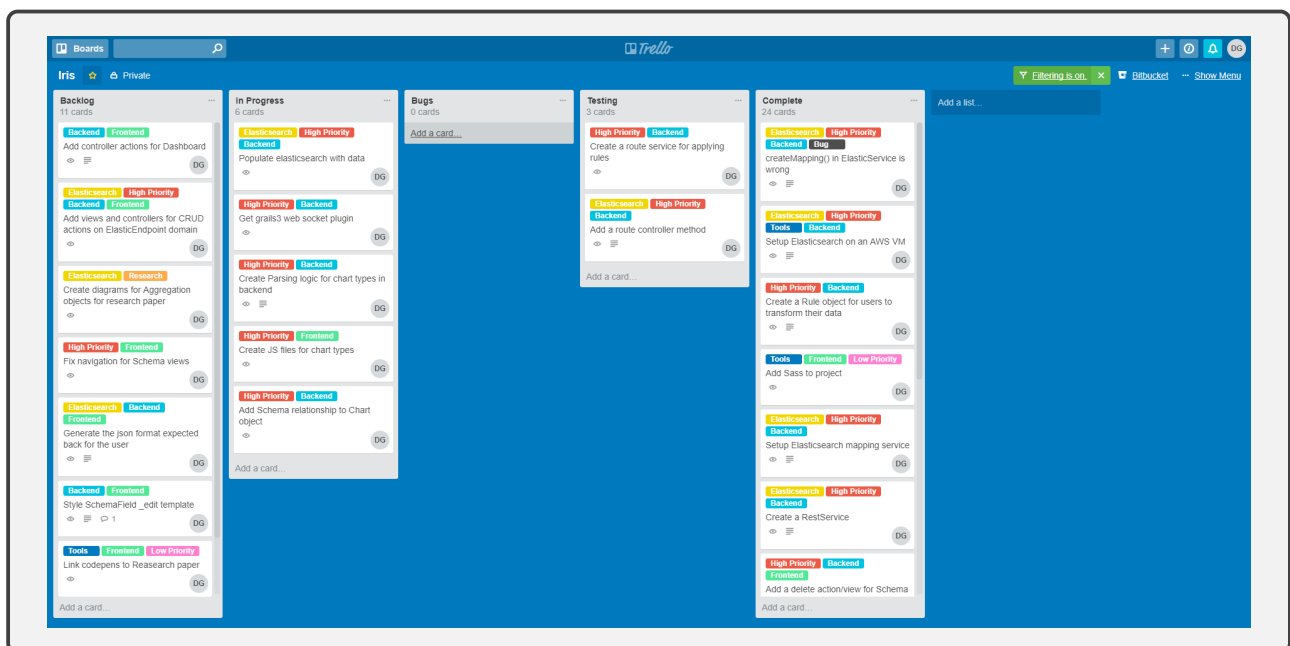 Boards
Trello
DG
Iris
Private
Filtering is on.
Bitbucket
Show Menu
Backlog
11 cards
Backend Frontend
Add controller actions for Dashboard
DG
Elasticsearch High Priority
Backend Frontend
Add views and controllers for CRUD
actions on ElasticEndpoint domain
DG
Elasticsearch Research
Create diagrams for Aggregation
objects for research paper
DG
High Priority Frontend
Fix navigation for Schema views
DG
Elasticsearch Backend
Frontend
Generate the json format expected
back for the user
DG
Backend Frontend
Style SchemaField _edit template
1
DG
Tools Frontend Low Priority
Link codepens to Reasearch paper
DG
Add a card...
In Progress
6 cards
Elasticsearch High Priority
Backend
Populate elasticsearch with data
DG
High Priority Backend
Get grails3 web socket plugin
DG
High Priority Backend
Create Parsing logic for chart types in
backend
DG
High Priority Frontend
Create JS files for chart types
DG
High Priority Backend
Add Schema relationship to Chart
object
DG
Add a card...
Bugs
0 cards
Add a card...
Testing
3 cards
High Priority Backend
Create a route service for applying
rules
DG
Elasticsearch High Priority
Backend
Add a route controller method
DG
Add a card...
Complete
24 cards
Elasticsearch High Priority
Backend Bug
createMapping() in ElasticService is
wrong
DG
Elasticsearch High Priority
Tools Backend
Setup Elasticsearch on an AWS VM
DG
High Priority Backend
Create a Rule object for users to
transform their data
DG
Tools Frontend Low Priority
Add Sass to project
DG
Elasticsearch High Priority
Backend
Setup Elasticsearch mapping service
DG
Elasticsearch High Priority
Backend
Create a RestService
DG
High Priority Backend
Frontend
Add a delete action/view for Schema
Add a card...
Add a list...